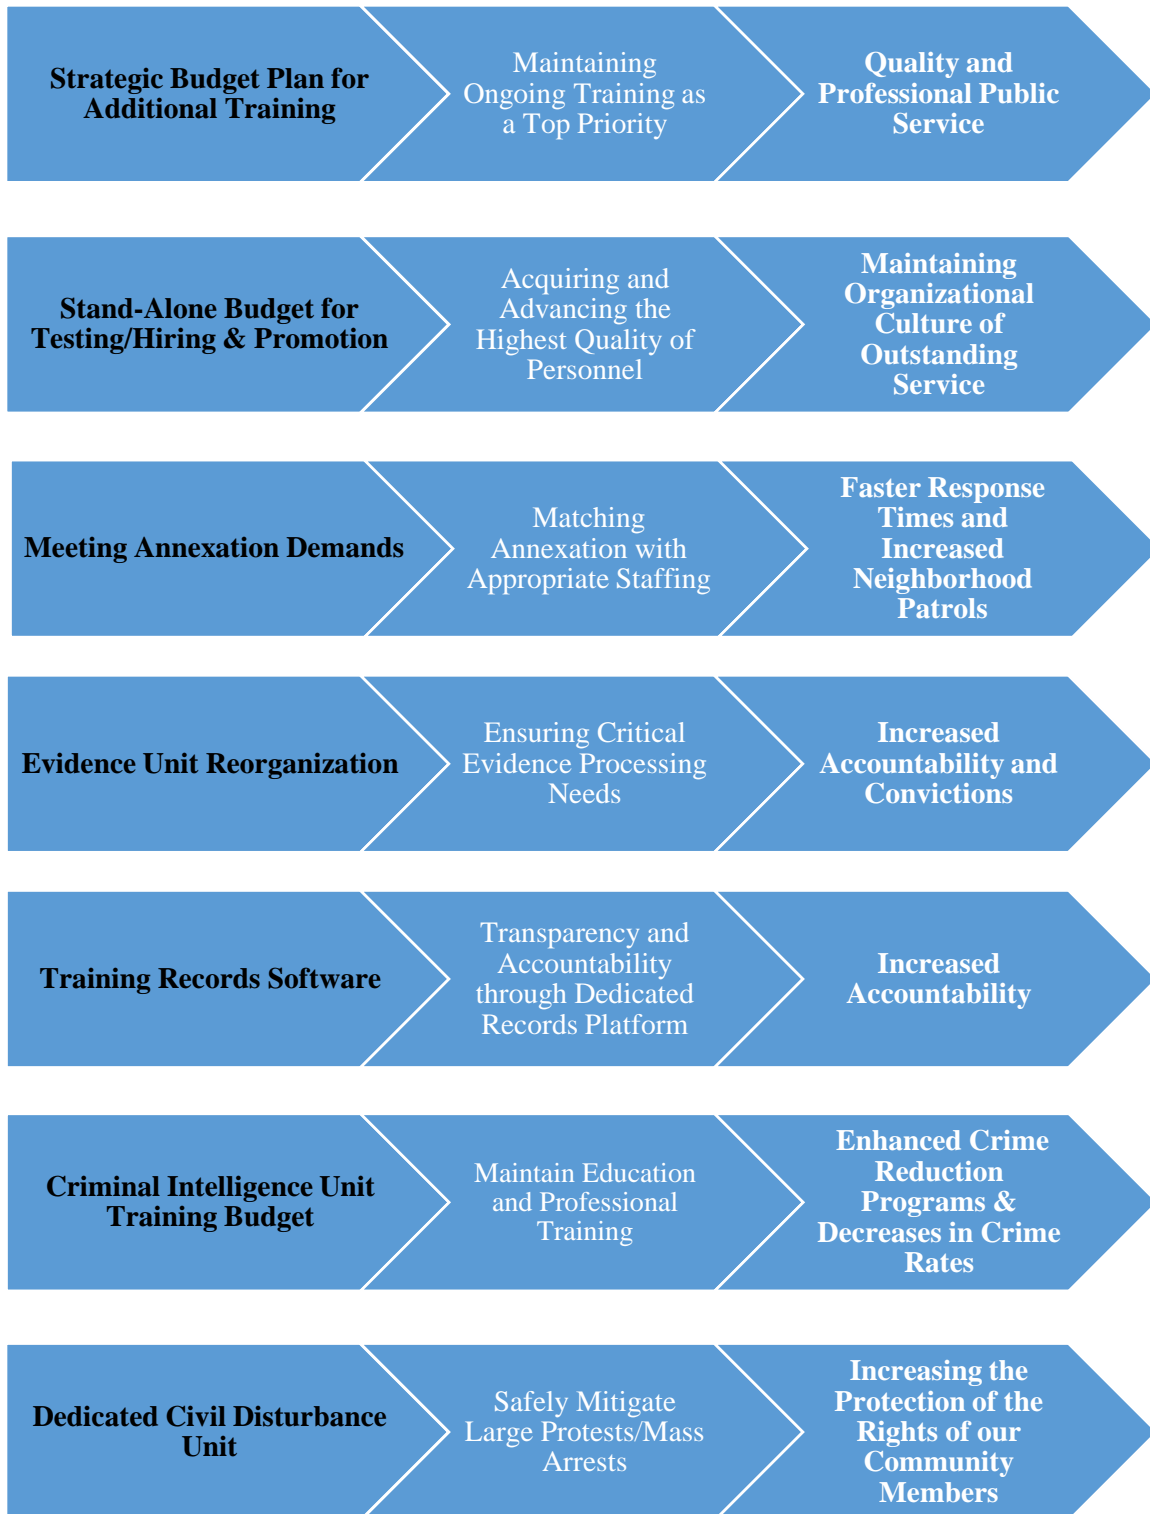 Strategic Budget Plan for
Additional Training
Maintaining
Ongoing Training as
a Top Priority
Quality and
Professional Public
Service
Stand-Alone Budget for
Testing/Hiring & Promotion
Acquiring and
Advancing the
Highest Quality of
Personnel
Maintaining
Organizational
Culture of
Outstanding
Service
Meeting Annexation Demands
Matching
Annexation with
Appropriate Staffing
Faster Response
Times and
Increased
Neighborhood
Patrols
Evidence Unit Reorganization
Ensuring Critical
Evidence Processing
Needs
Increased
Accountability and
Convictions
Training Records Software
Transparency and
Accountability
through Dedicated
Records Platform
Increased
Accountability
Criminal Intelligence Unit
Training Budget
Maintain Education
and Professional
Training
Enhanced Crime
Reduction
Programs &
Decreases in Crime
Rates
Dedicated Civil Disturbance
Unit
Safely Mitigate
Large Protests/Mass
Arrests
Increasing the
Protection of the
Rights of our
Community
Members